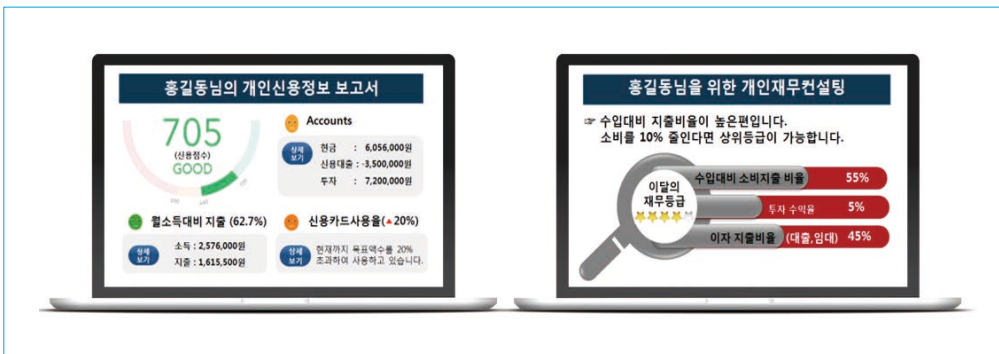 홍길동님의 개인신용정보 보고서
705
(신용점수)
GOOD
Accounts
상세
보기
현금 : 6,056,000원
신용대출 : -3,500,000원
투자 : 7,200,000원
월소득대비 지출 (62.7%)
상세
보기
소득 : 2,576,000원
지출 : 1,615,500원
신용카드사용율(▲20%)
상세
보기
현재까지 목표액수를 20%
초과하여 사용하고 있습니다.
홍길동님을 위한 개인재무컨설팅
☞ 수입대비 지출비율이 높은편입니다.
소비를 10% 줄인다면 상위등급이 가능합니다.
이달의
재무등급
수입대비 소비지출 비율 55%
투자 수익율 5%
이자 지출비율 (대출,임대) 45%